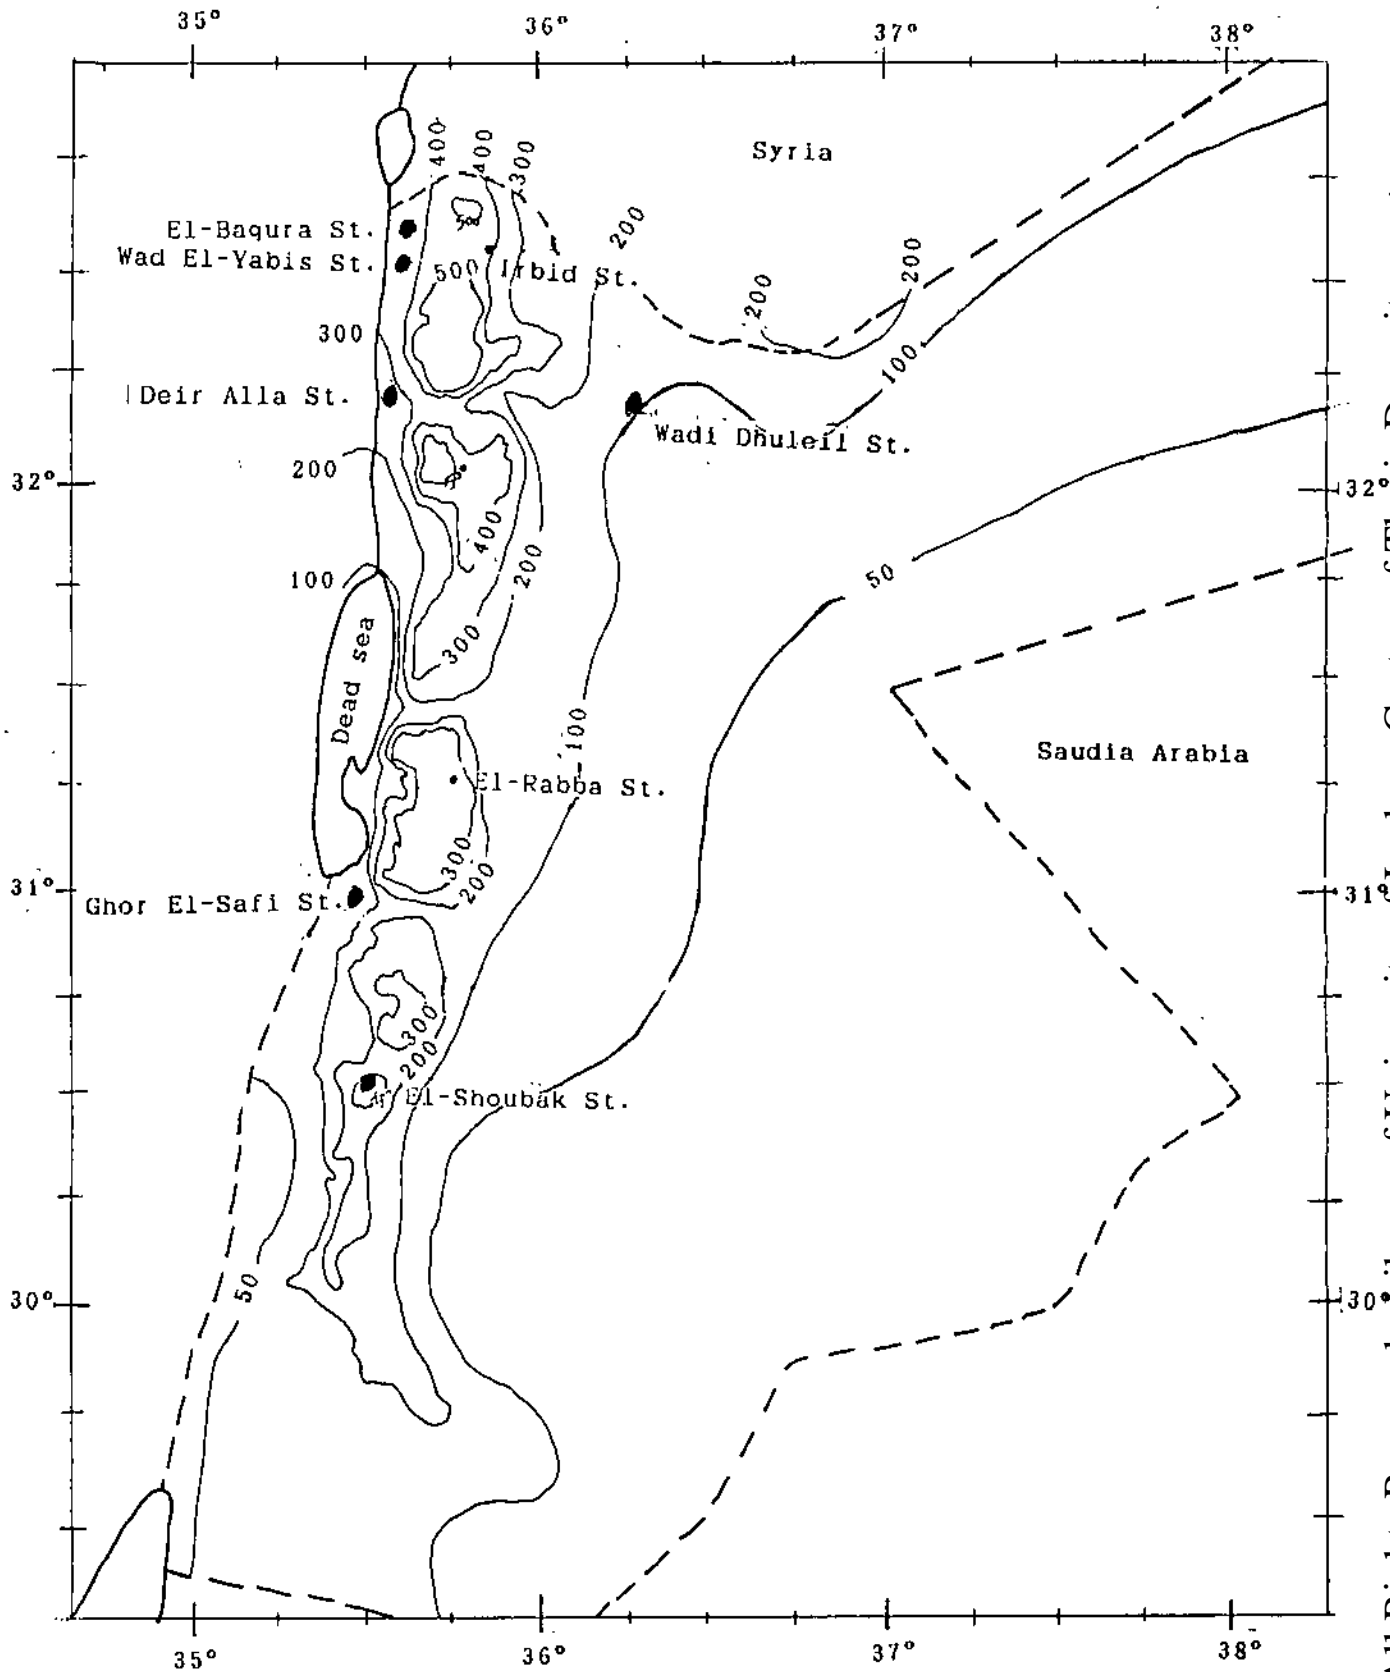 35° 36° 37° 38°
400 400 300
Syria
El-Baqura St.
200
Wad El-Yabis St.
500 Irbid St.
200
200
300
100
Deir Alla St.
Wadi Dhuleil St.
200
32° 32°
400
200
50
100
300
Dead sea
100
Saudia Arabia
El-Rabba St.
300
200
31° 31°
Ghor El-Safi St.
300
200
El-Shoubak St.
50
30° 30°
35° 36° 37° 38°